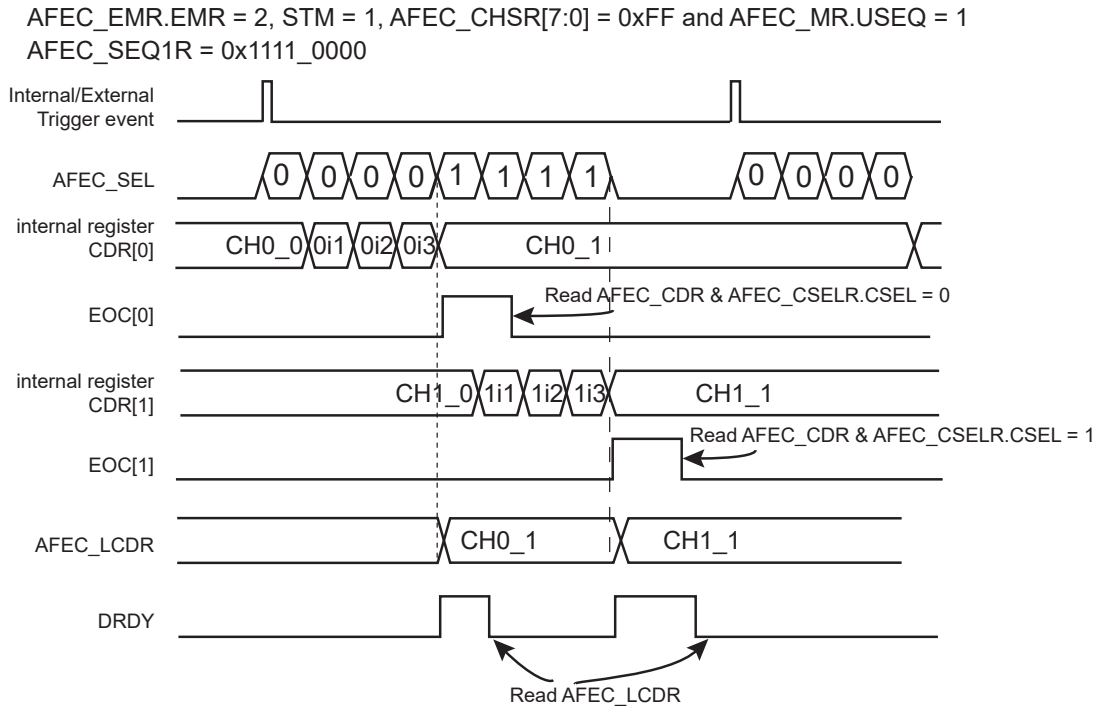 AFEC_EMR.EMR = 2, STM = 1, AFEC_CHSR[7:0] = 0xFF and AFEC_MR.USEQ = 1
AFEC_SEQ1R = 0x1111_0000
Internal/External
Trigger event
AFEC_SEL
0 0 0 0 1 1 1 1 0 0 0 0
internal register
CDR[0]
CH0_0 0i1 0i2 0i3 CH0_1
EOC[0]
Read AFEC_CDR & AFEC_CSELR.CSEL = 0
internal register
CDR[1]
CH1_0 1i1 1i2 1i3 CH1_1
EOC[1]
Read AFEC_CDR & AFEC_CSELR.CSEL = 1
AFEC_LCDR
CH0_1 CH1_1
DRDY
Read AFEC_LCDR